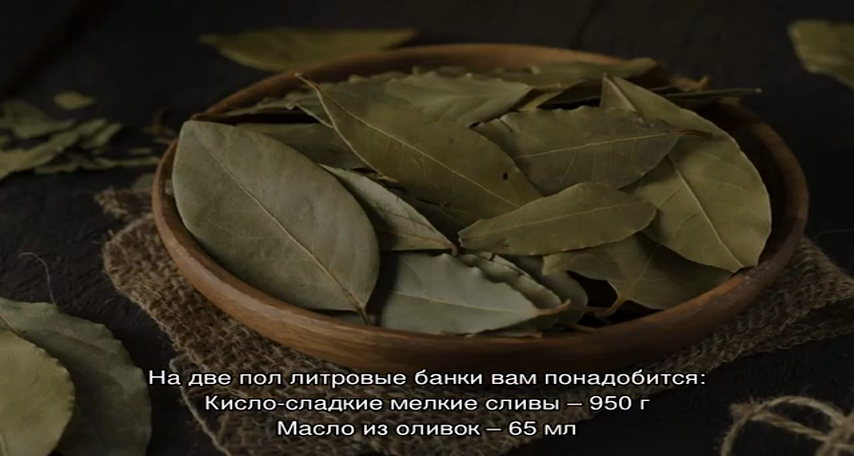 На две пол литровые банки вам понадобится:
Кисло-сладкие мелкие сливы – 950 г
Масло из оливок – 65 мл